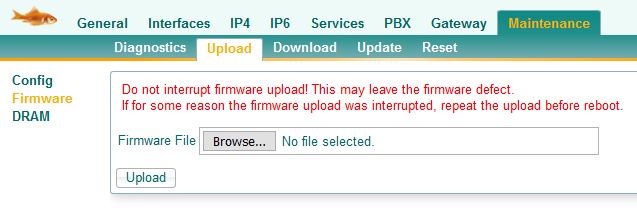 General Interfaces IP4 IP6 Services PBX Gateway Maintenance
Diagnostics Upload Download Update Reset
Config
Firmware
DRAM
Do not interrupt firmware upload! This may leave the firmware defect.
If for some reason the firmware upload was interrupted, repeat the upload before reboot.
Firmware File Browse... No file selected.
Upload